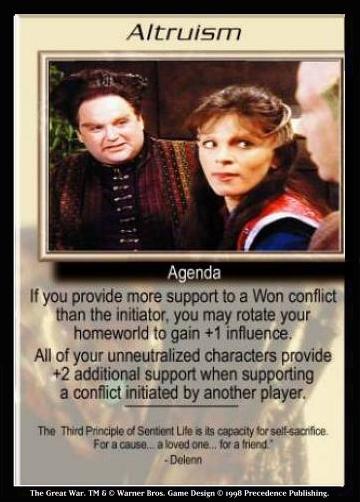 Altruism
Agenda
If you provide more support to a Won conflict
than the initiator, you may rotate your
homeworld to gain +1 influence.
All of your unneutralized characters provide
+2 additional support when supporting
a conflict initiated by another player.
The Third Principle of Sentient Life is its capacity for self-sacrifice.
For a cause... a loved one... for a friend."
- Delenn
The Great War. TM & © Warner Bros. Game Design © 1998 Precedence Publishing.